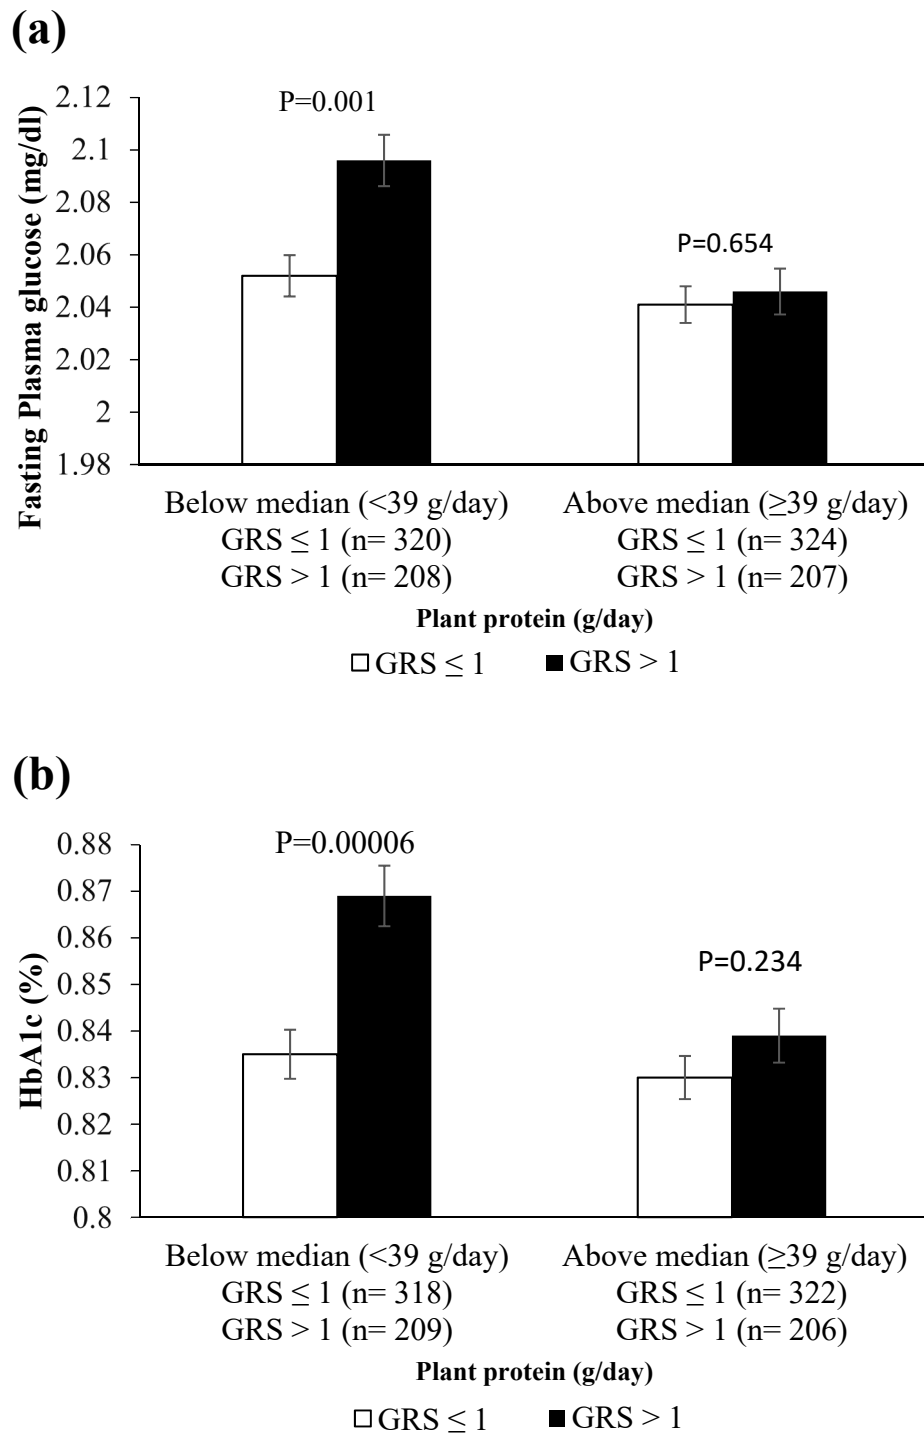 (a)
Fasting Plasma glucose (mg/dl)
2.12
2.1
2.08
2.06
2.04
2.02
2
1.98
P=0.001
P=0.654
Below median (<39 g/day) Above median (≥39 g/day)
GRS ≤ 1 (n= 320) GRS ≤ 1 (n= 324)
GRS > 1 (n= 208) GRS > 1 (n= 207)
Plant protein (g/day)
GRS ≤ 1 GRS > 1
(b)
HbA1c (%)
0.88
0.87
0.86
0.85
0.84
0.83
0.82
0.81
0.8
P=0.00006
P=0.234
Below median (<39 g/day) Above median (≥39 g/day)
GRS ≤ 1 (n= 318) GRS ≤ 1 (n= 322)
GRS > 1 (n= 209) GRS > 1 (n= 206)
Plant protein (g/day)
GRS ≤ 1 GRS > 1